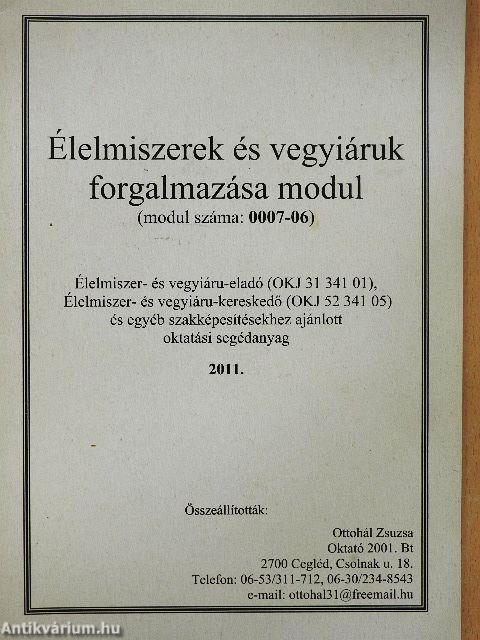 Élelmiszerek és vegyiáruk
forgalmazása modul
(modul száma: 0007-06)
Élelmiszer- és vegyiáru-eladó (OKJ 31 341 01),
Élelmiszer- és vegyiáru-kereskedő (OKJ 52 341 05)
és egyéb szakképesítésekhez ajánlott
oktatási segédanyag
2011.
Összeállították:
Ottohál Zsuzsa
Oktató 2001. Bt
2700 Cegléd, Csolnak u. 18.
Telefon: 06-53/311-712, 06-30/234-8543
e-mail: ottohal31@freemail.hu
Antikvárium.hu